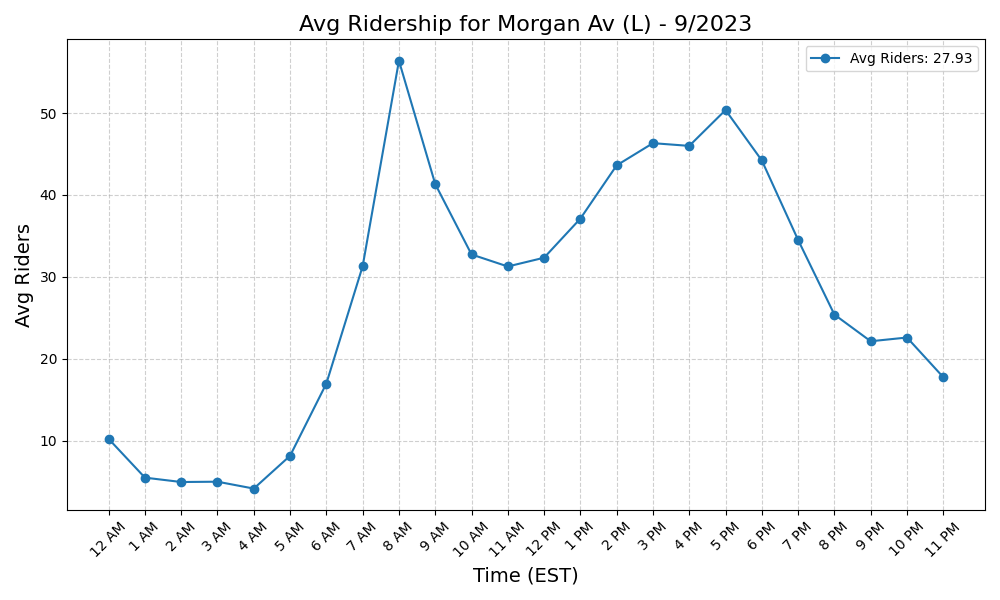 Avg Ridership for Morgan Av (L) - 9/2023
Avg Riders: 27.93
Avg Riders
50
40
30
20
10
12 AM
1 AM
2 AM
3 AM
4 AM
5 AM
6 AM
7 AM
8 AM
9 AM
10 AM
11 AM
12 PM
1 PM
2 PM
3 PM
4 PM
5 PM
6 PM
7 PM
8 PM
9 PM
10 PM
11 PM
Time (EST)